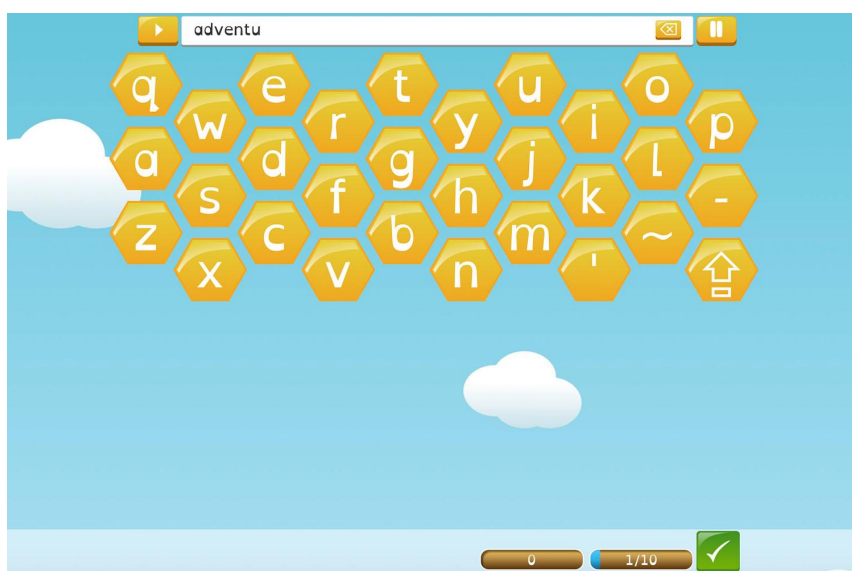 adventu
q e t u o
w r y i p
a d g j l
s f h k -
z c b m ~
x v n '
0 1/10